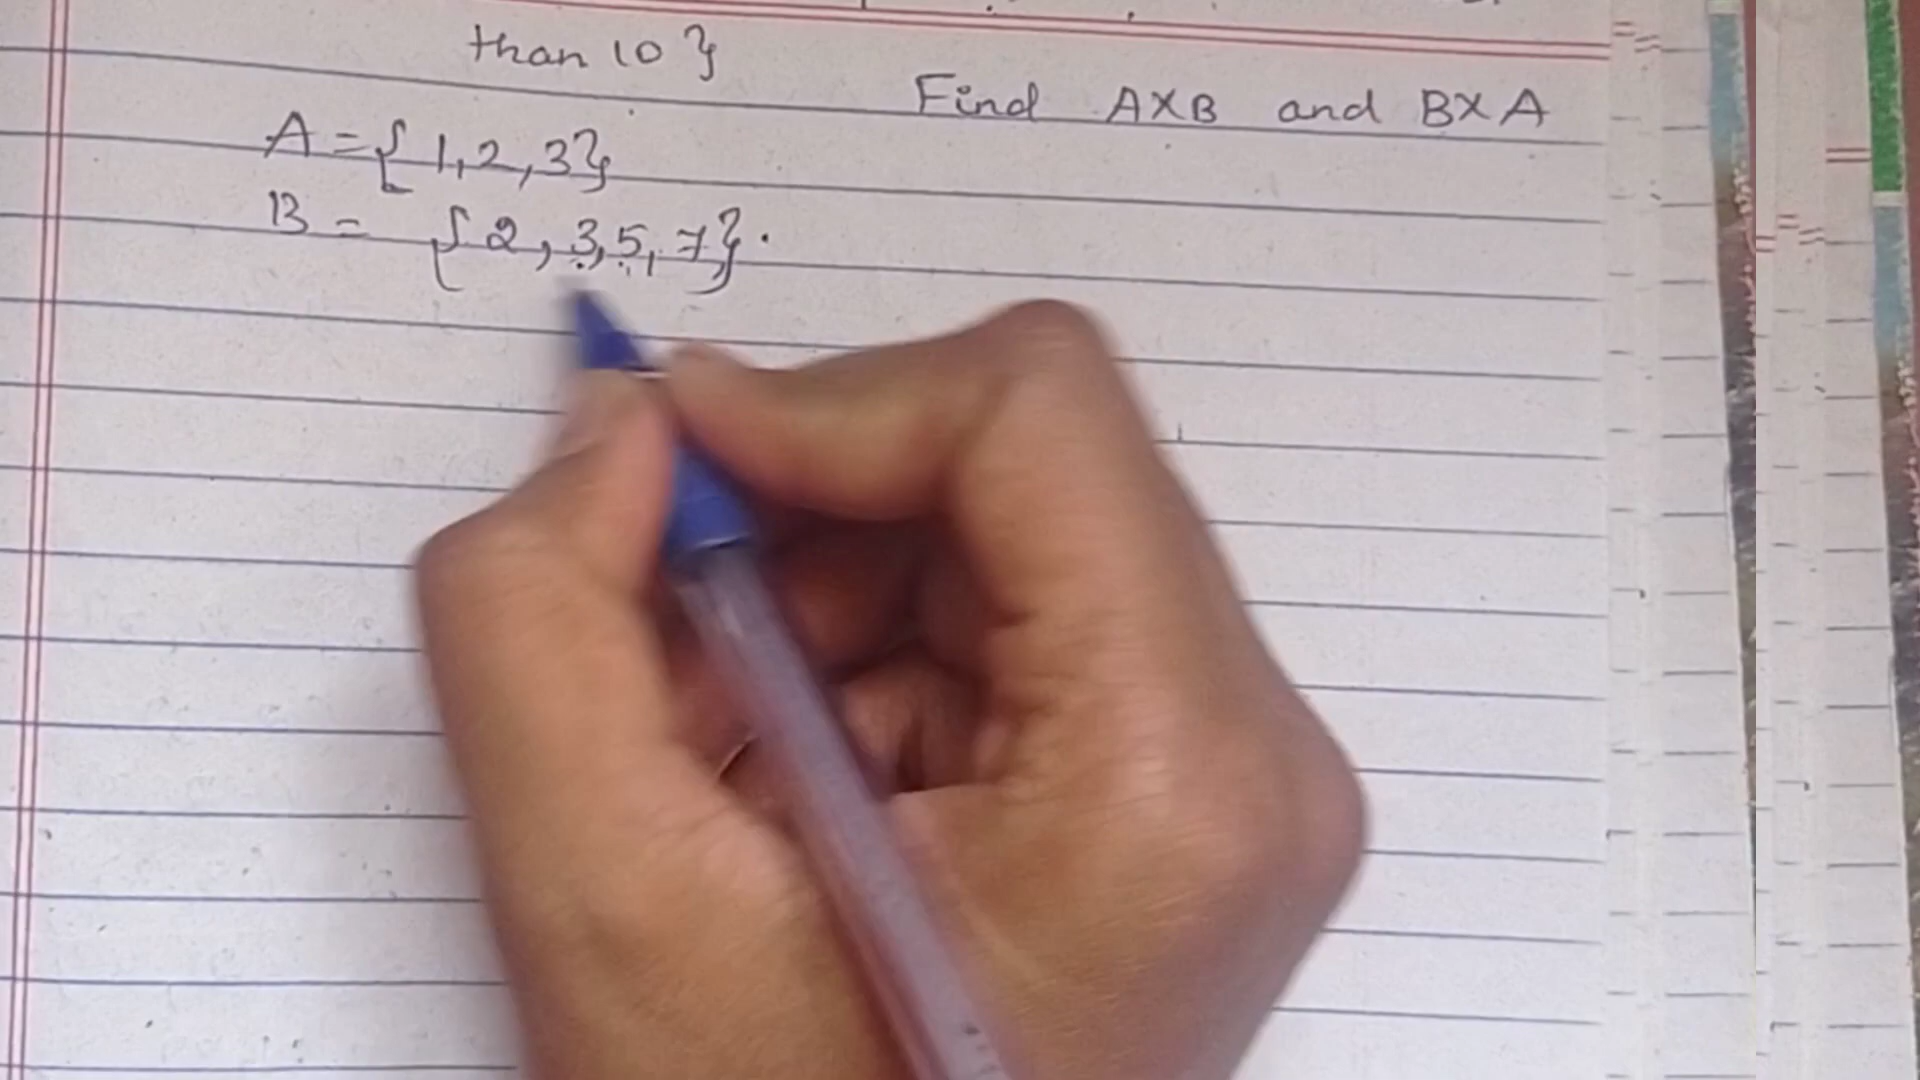 than 10 }
Find A×B and B×A
A = { 1, 2, 3}
B = { 2, 3, 5, 7} .